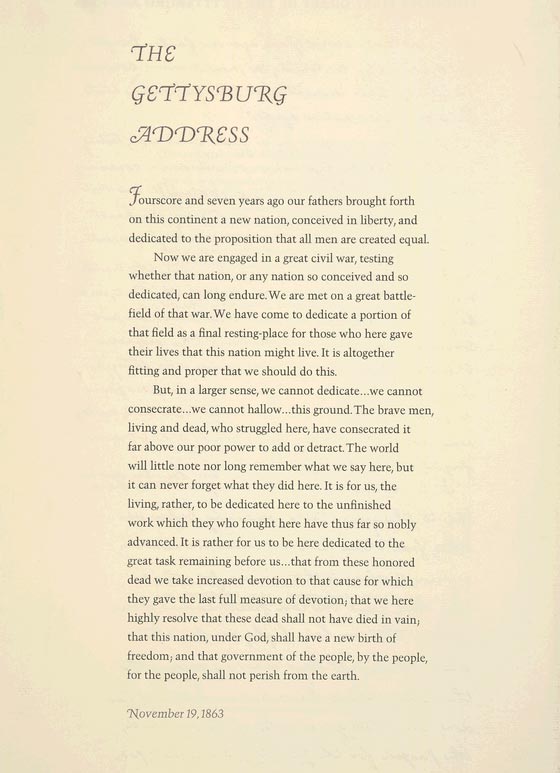 THE
GETTYSBURG
ADDRESS
Fourscore and seven years ago our fathers brought forth
on this continent a new nation, conceived in liberty, and
dedicated to the proposition that all men are created equal.
Now we are engaged in a great civil war, testing
whether that nation, or any nation so conceived and so
dedicated, can long endure. We are met on a great battle-
field of that war. We have come to dedicate a portion of
that field as a final resting-place for those who here gave
their lives that this nation might live. It is altogether
fitting and proper that we should do this.
But, in a larger sense, we cannot dedicate...we cannot
consecrate...we cannot hallow...this ground. The brave men,
living and dead, who struggled here, have consecrated it
far above our poor power to add or detract. The world
will little note nor long remember what we say here, but
it can never forget what they did here. It is for us, the
living, rather, to be dedicated here to the unfinished
work which they who fought here have thus far so nobly
advanced. It is rather for us to be here dedicated to the
great task remaining before us...that from these honored
dead we take increased devotion to that cause for which
they gave the last full measure of devotion; that we here
highly resolve that these dead shall not have died in vain;
that this nation, under God, shall have a new birth of
freedom; and that government of the people, by the people,
for the people, shall not perish from the earth.
November 19, 1863